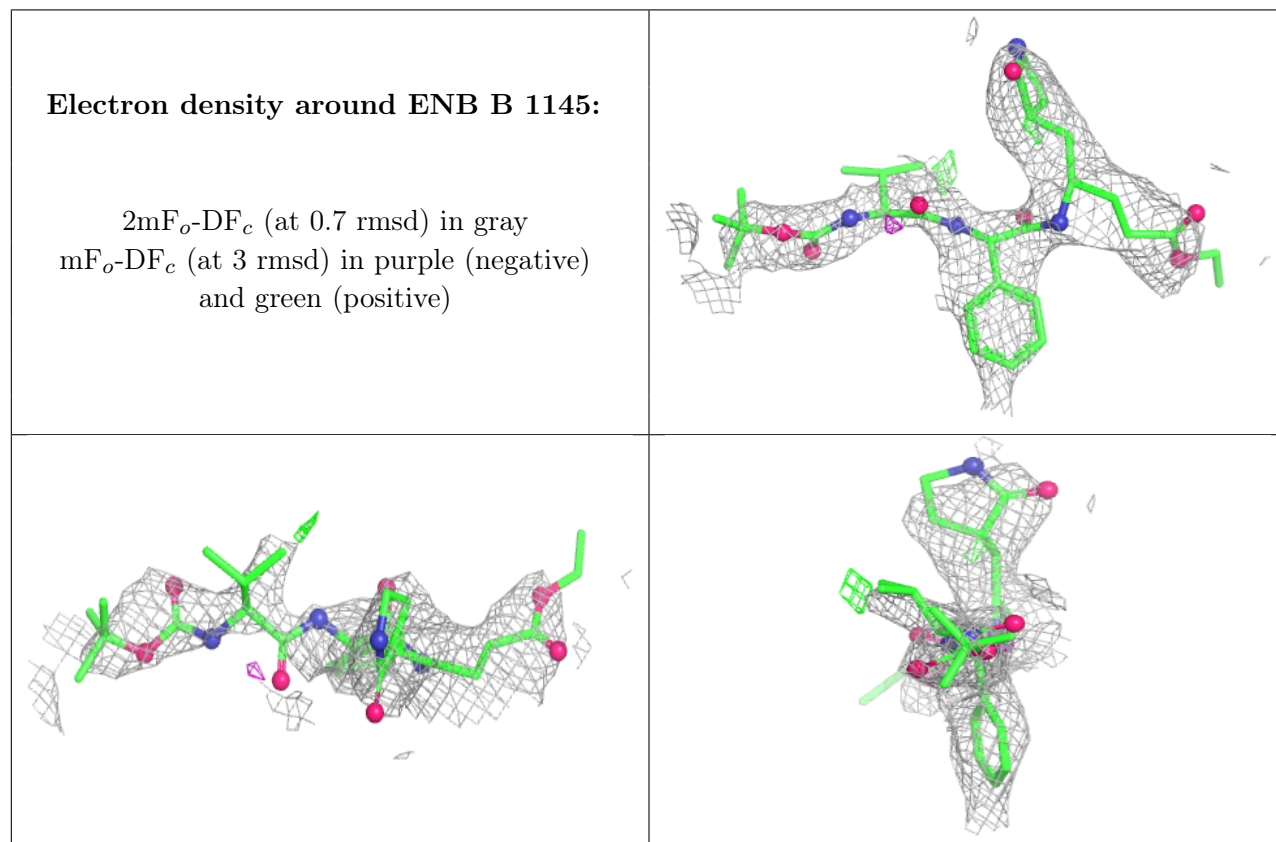 Electron density around ENB B 1145:
2mFo-DFc (at 0.7 rmsd) in gray
mFo-DFc (at 3 rmsd) in purple (negative)
and green (positive)